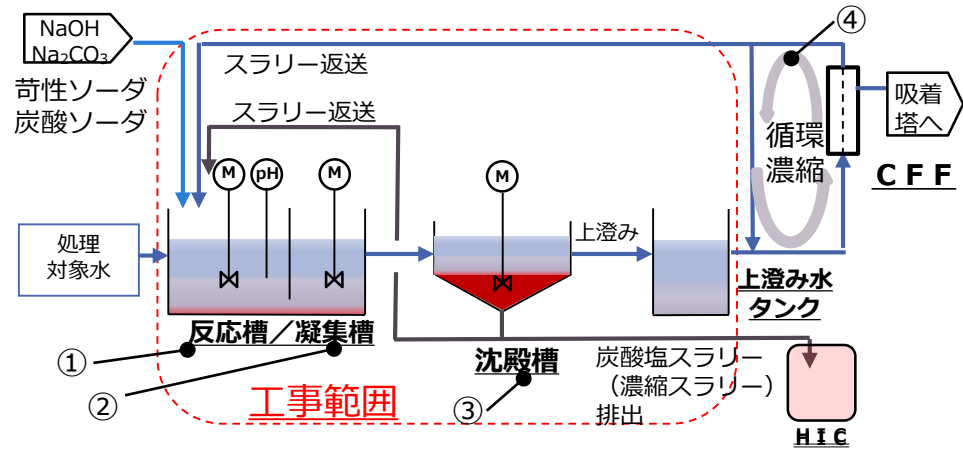 NaOH
Na₂CO₃
苛性ソーダ
炭酸ソーダ
スラリー返送
スラリー返送
④
循環
濃縮
吸着
塔へ
ＣＦＦ
M
pH
M
M
処理
対象水
上澄み
上澄み水
タンク
反応槽／凝集槽
①
②
工事範囲
沈殿槽
③
炭酸塩スラリー
（濃縮スラリー）
排出
ＨＩＣ